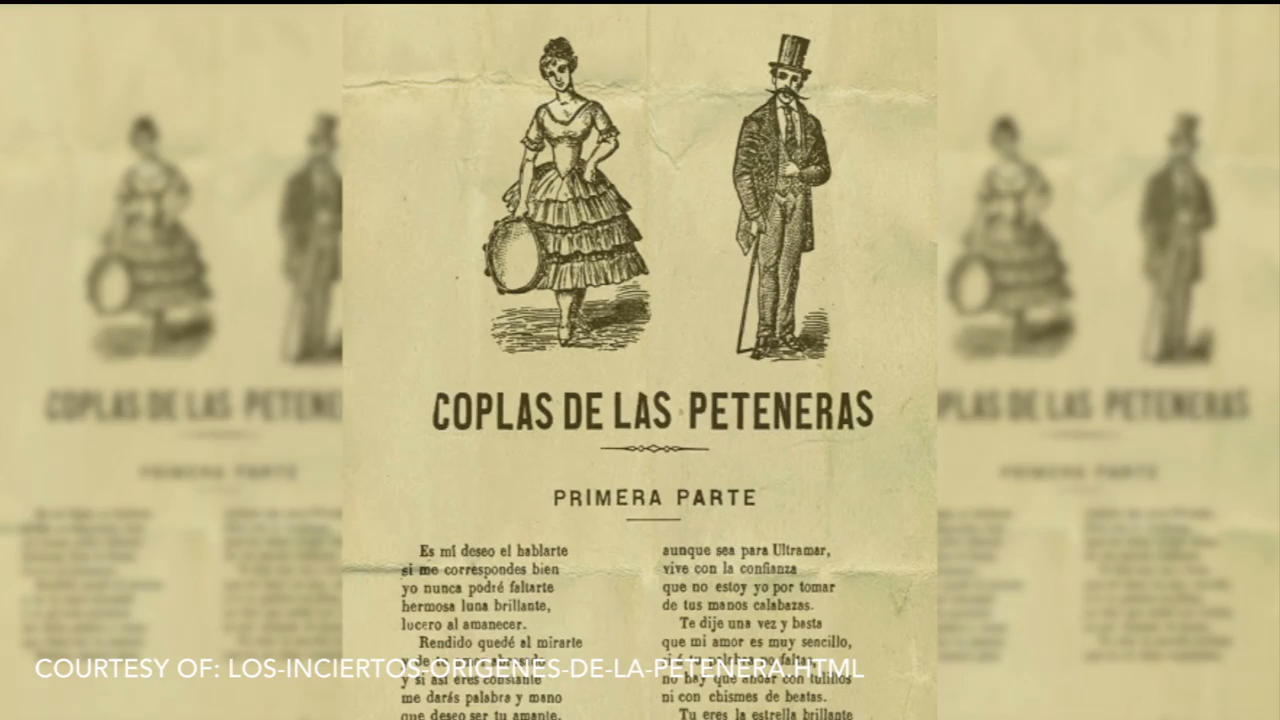 COPLAS DE LAS PETENERAS
PRIMERA PARTE
Es mi deseo el hablarte
si me correspondes bien
yo nunca podré faltarte
hermosa luna brillante,
lucero al amanecer.
Rendido quedé al mirarte
y si asi eres constante
me darás palabra y mano
que deseo ser tu amante.
aunque sea para Ultramar,
vive con la confianza
que no estoy yo por tomar
de tus manos calabazas.
Te dije una vez y basta
que mi amor es muy sencillo,
no hay que andar con tulillos
ni con chismes de beatas.
Tu eres la estrella brillante
COURTESY OF: LOS-INCIERTOS-ORIGENES-DE-LA-PETENERA.HTML